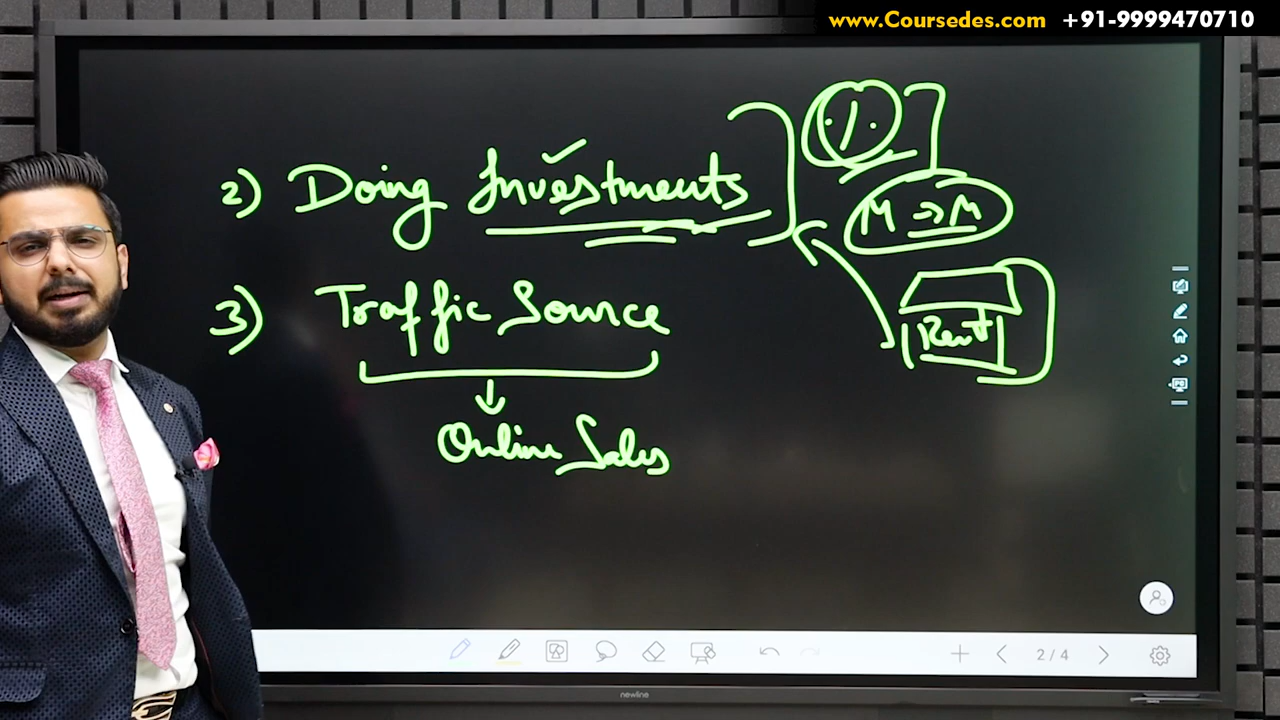 www.Coursedes.com +91-9999470710
%
2) Doing Investments
M → M
3) Traffic Source
Rent
Online Sales
2 / 4
newline